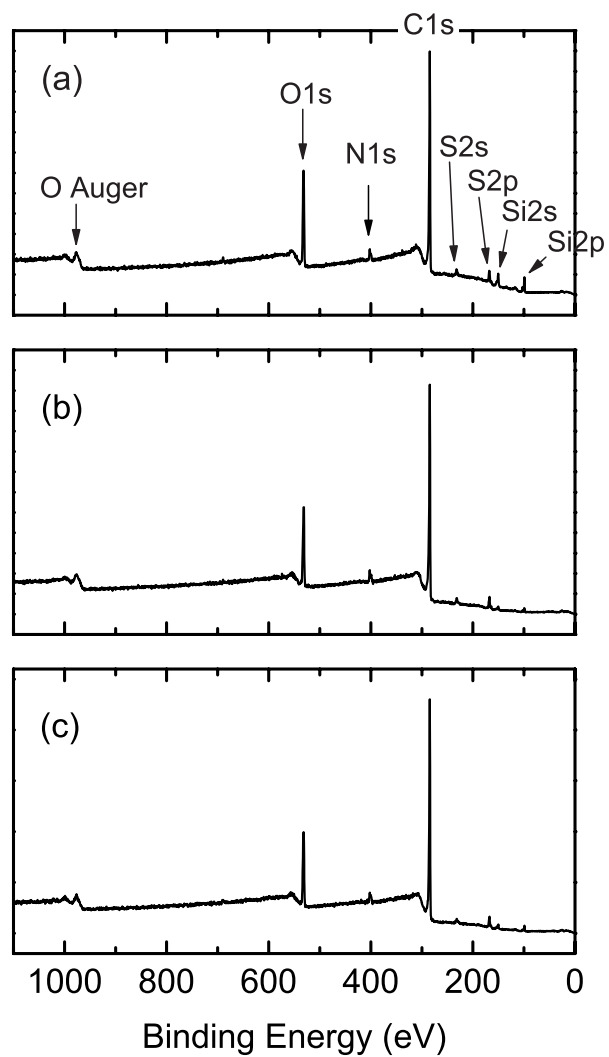 C1s
(a)
O1s
N1s
S2s
S2p
O Auger
Si2s
Si2p
(b)
(c)
1000 800 600 400 200 0
Binding Energy (eV)